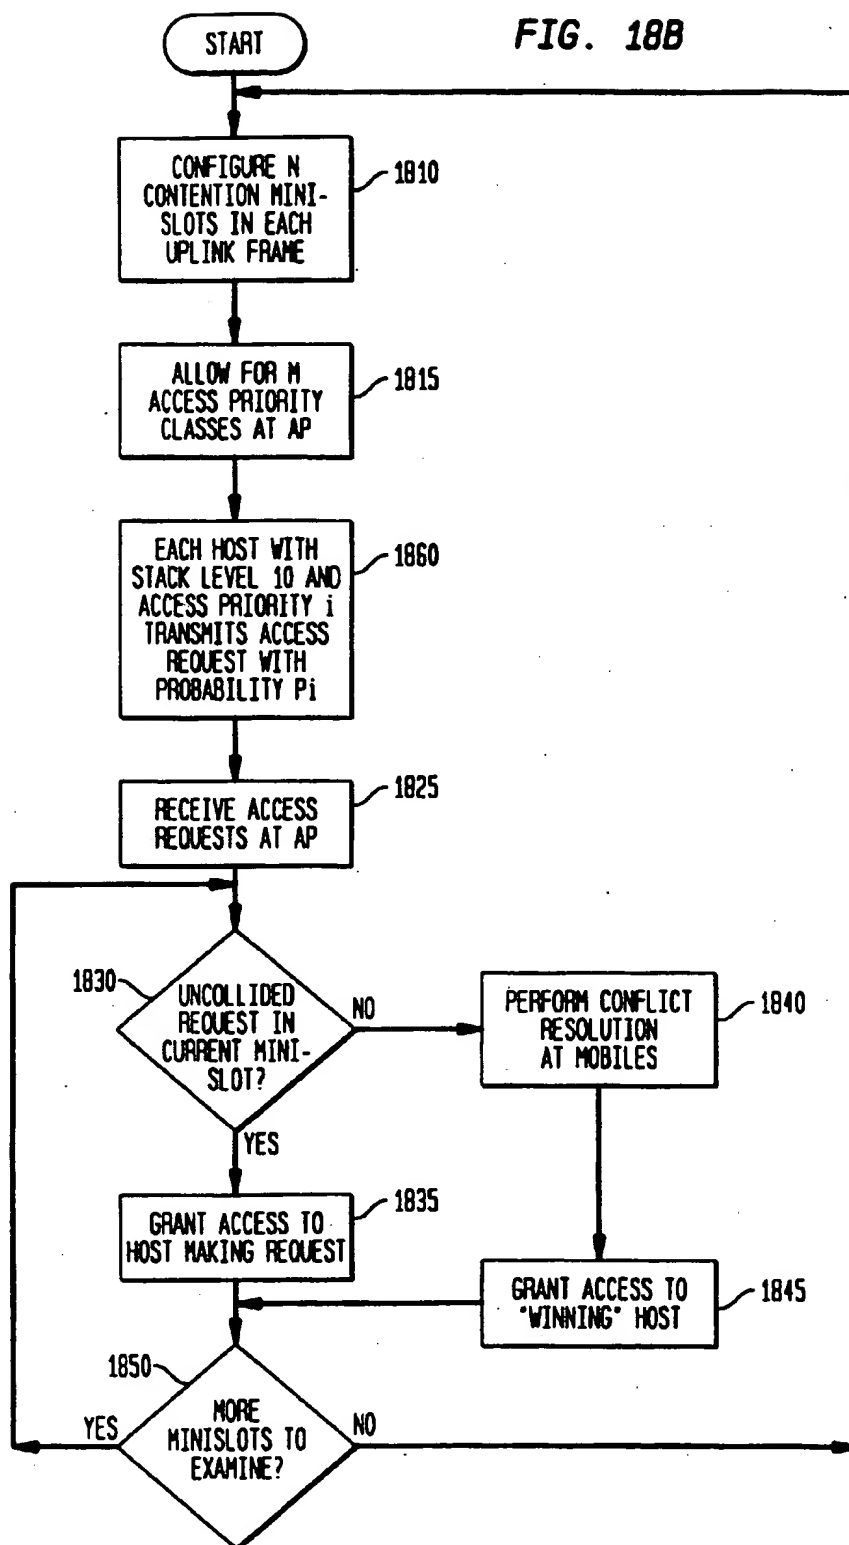 START
FIG. 18B
CONFIGURE N
CONTENTION MINI-
SLOTS IN EACH
UPLINK FRAME
1810
ALLOW FOR M
ACCESS PRIORITY
CLASSES AT AP
1815
EACH HOST WITH
STACK LEVEL 10 AND
ACCESS PRIORITY i
TRANSMITS ACCESS
REQUEST WITH
PROBABILITY Pi
1860
RECEIVE ACCESS
REQUESTS AT AP
1825
1830
UNCOLLIDED
REQUEST IN
CURRENT MINI-
SLOT?
NO
YES
PERFORM CONFLICT
RESOLUTION
AT MOBILES
1840
GRANT ACCESS TO
HOST MAKING REQUEST
1835
GRANT ACCESS TO
"WINNING" HOST
1845
1850
MORE
MINISLOTS TO
EXAMINE?
YES
NO